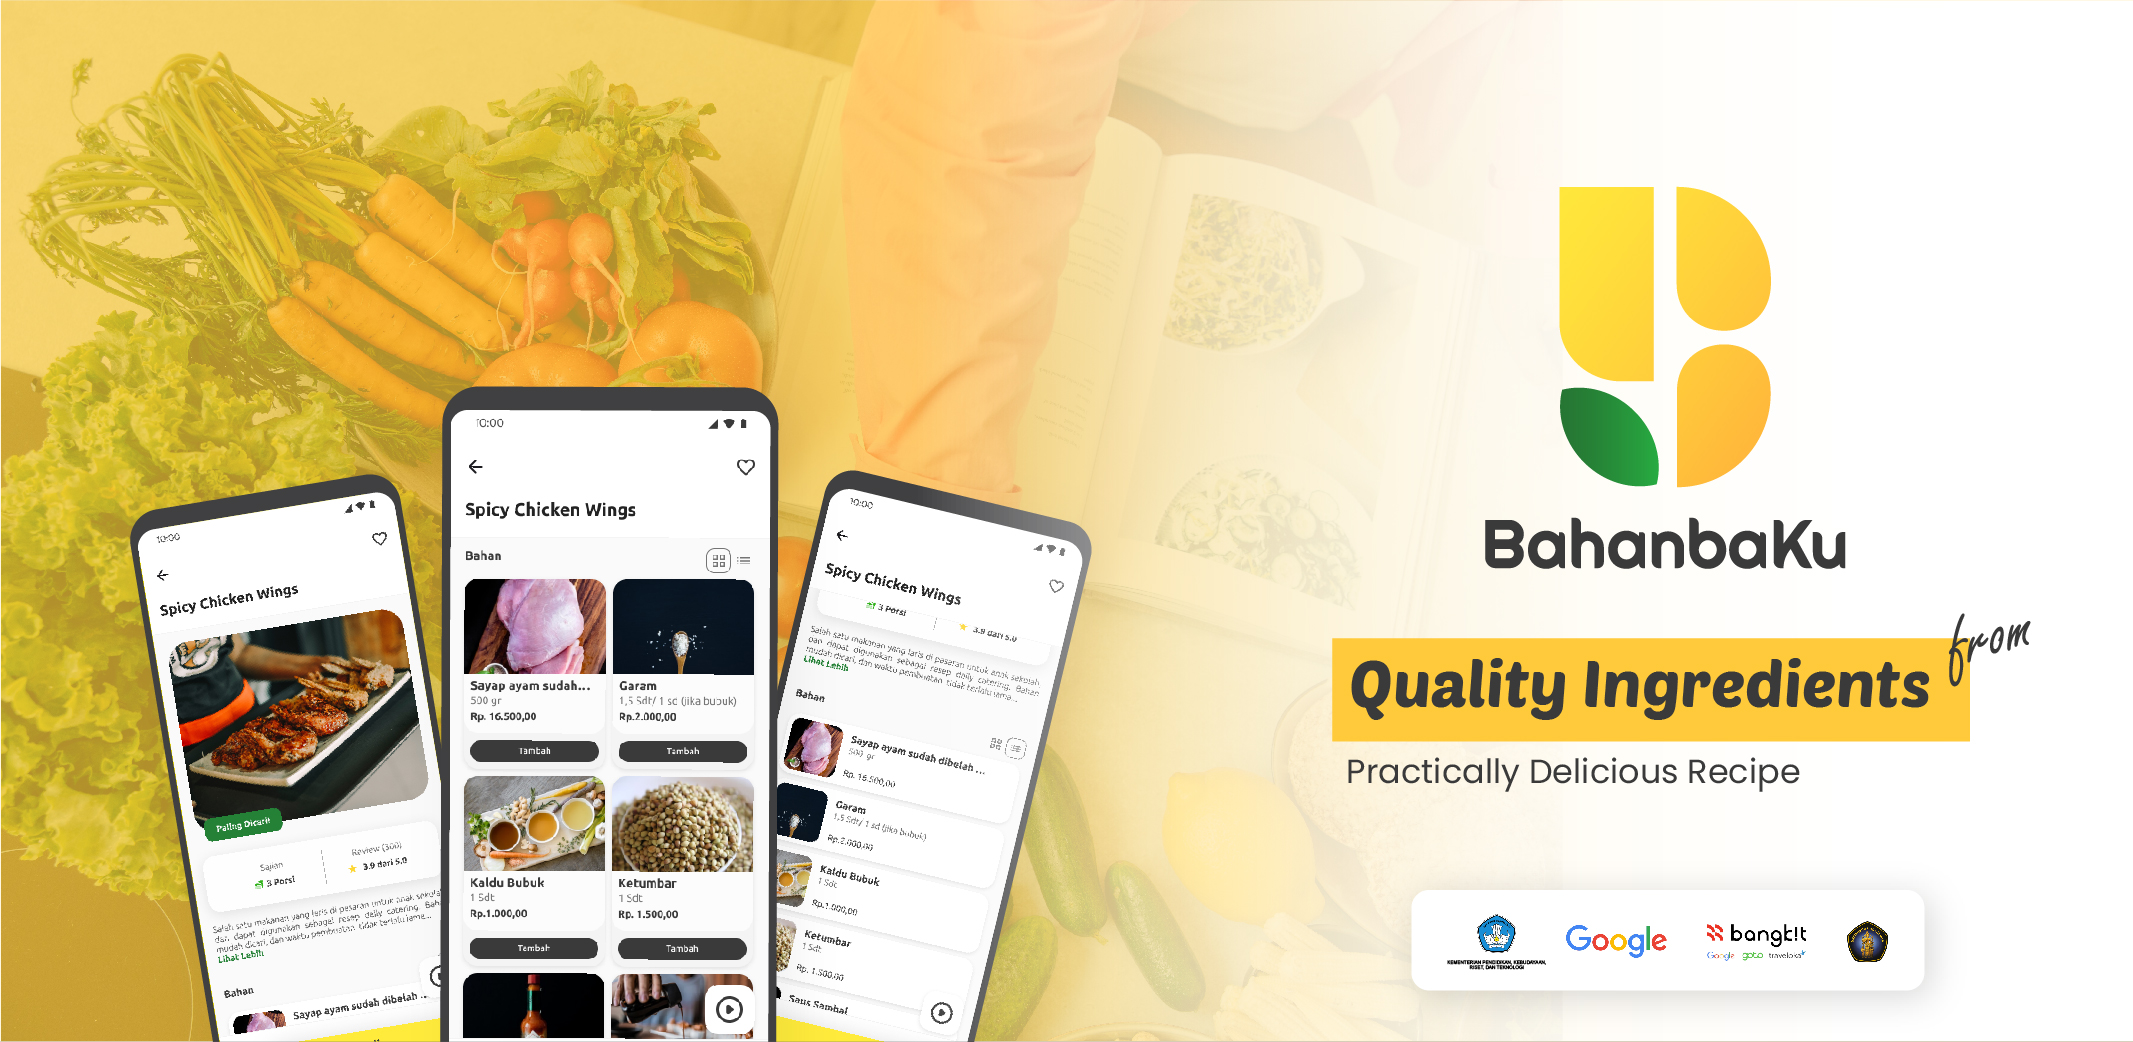 10:00
Spicy Chicken Wings
Paling Dicari!
Sajian
3 Porsi
Review (300)
3.9 dari 5.0
Salah satu makanan yang laris di pasaran untuk anak sekolah
dan dapat digunakan sebagai resep daily catering. Bahan
mudah dicari, dan waktu pembuatan tidak terlalu lama...
Lihat Lebih
Bahan
Sayap ayam sudah dibelah ...
10:00
Spicy Chicken Wings
Bahan
Sayap ayam sudah...
500 gr
Rp. 16.500,00
Tambah
Garam
1,5 Sdt/ 1 sd (jika bubuk)
Rp.2.000,00
Tambah
Kaldu Bubuk
1 Sdt
Rp.1.000,00
Tambah
Ketumbar
1 Sdt
Rp. 1.500,00
Tambah
10:00
Spicy Chicken Wings
3 Porsi
3.9 dari 5.0
Salah satu makanan yang laris di pasaran untuk anak sekolah
dan dapat digunakan sebagai resep daily catering. Bahan
mudah dicari, dan waktu pembuatan tidak terlalu lama...
Lihat Lebih
Bahan
Sayap ayam sudah dibelah ...
500 gr
Rp. 16.500,00
Garam
1,5 Sdt/ 1 sd (jika bubuk)
Rp.2.000,00
Kaldu Bubuk
1 Sdt
Rp.1.000,00
Ketumbar
1 Sdt
Rp. 1.500,00
Saus Sambal
BahanbaKu
Quality Ingredients from
Practically Delicious Recipe
KEMENTERIAN PENDIDIKAN, KEBUDAYAAN,
RISET, DAN TEKNOLOGI
Google
bangk!t
Google goto traveloka